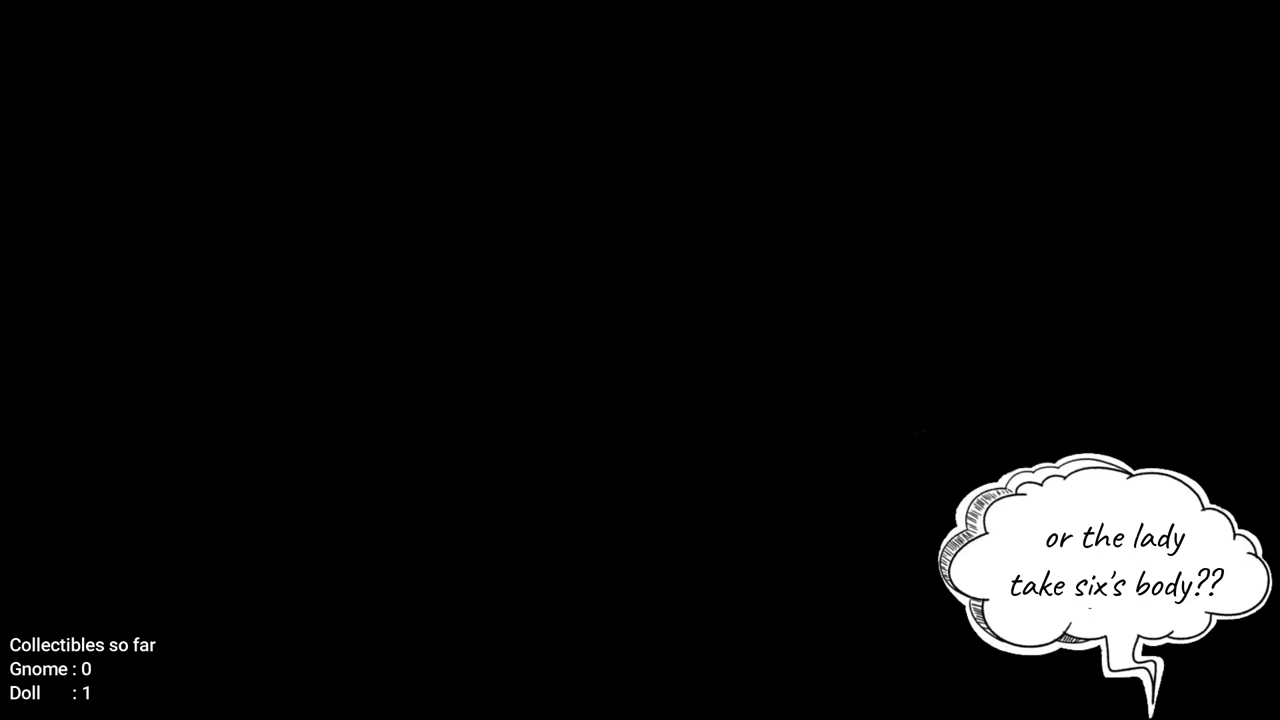 or the lady
take six's body??
Collectibles so far
Gnome : 0
Doll : 1